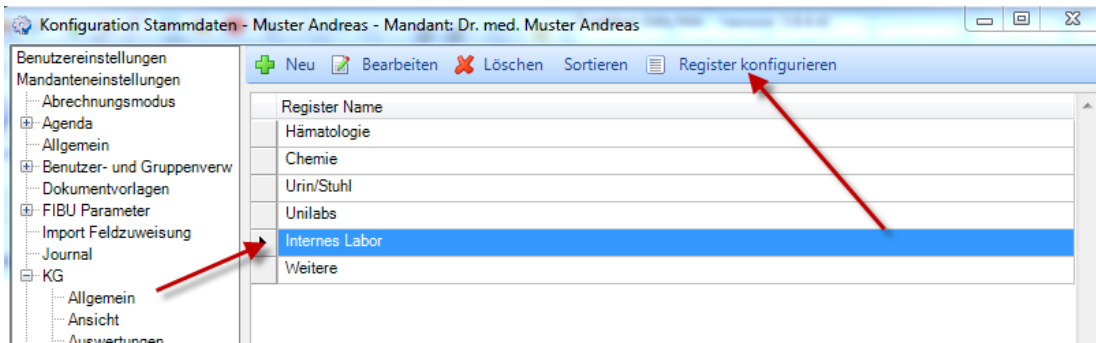 Konfiguration Stammdaten - Muster Andreas - Mandant: Dr. med. Muster Andreas
Benutzereinstellungen
Mandanteneinstellungen
Abrechnungsmodus
Agenda
Allgemein
Benutzer- und Gruppenverw
Dokumentvorlagen
FIBU Parameter
Import Feldzuweisung
Journal
KG
Allgemein
Ansicht
Auswertungen
Neu Bearbeiten Löschen Sortieren Register konfigurieren
Register Name
Hämatologie
Chemie
Urin/Stuhl
Unilabs
Internes Labor
Weitere